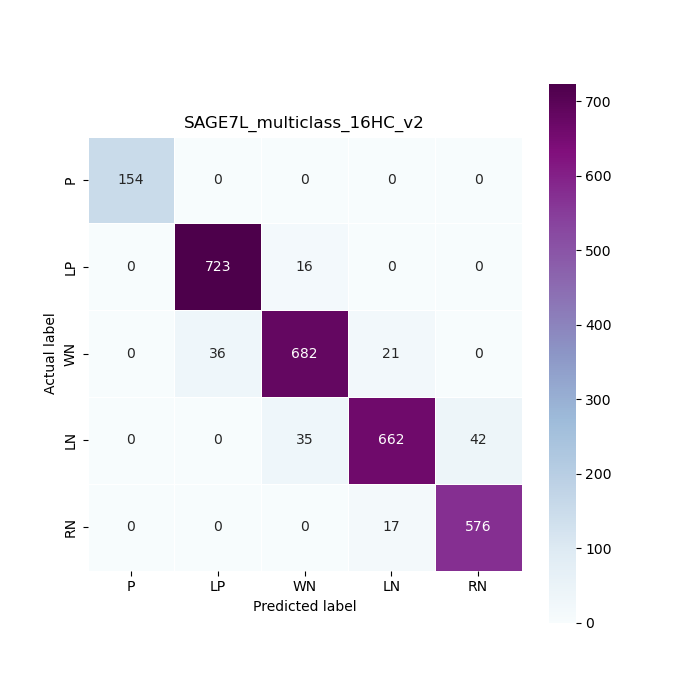 SAGE7L_multiclass_16HC_v2
Actual label
P 154 0 0 0 0
LP 0 723 16 0 0
WN 0 36 682 21 0
LN 0 0 35 662 42
RN 0 0 0 17 576
P LP WN LN RN
Predicted label
700
600
500
400
300
200
100
0